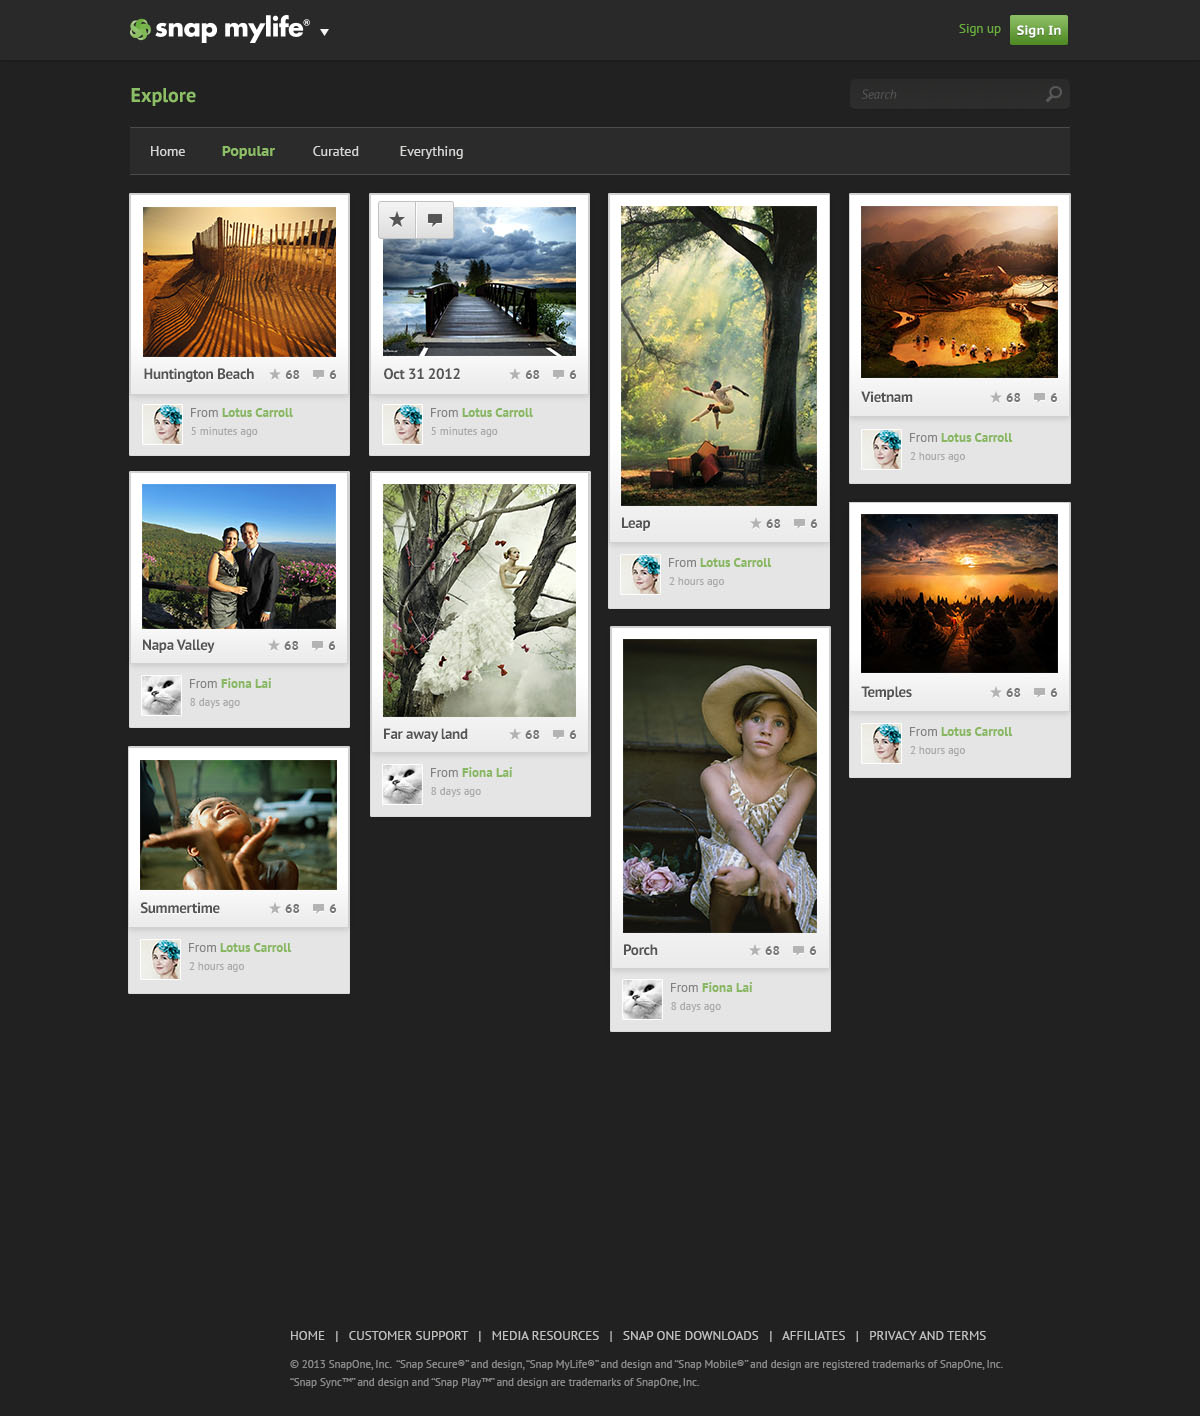 snap mylife®
Sign up
Sign In
Explore
Search
Home
Popular
Curated
Everything
Huntington Beach
68
6
From Lotus Carroll
5 minutes ago
Oct 31 2012
68
6
From Lotus Carroll
5 minutes ago
Leap
68
6
From Lotus Carroll
2 hours ago
Vietnam
68
6
From Lotus Carroll
2 hours ago
Napa Valley
68
6
From Fiona Lai
8 days ago
Far away land
68
6
From Fiona Lai
8 days ago
Temples
68
6
From Lotus Carroll
2 hours ago
Summertime
68
6
From Lotus Carroll
2 hours ago
Porch
68
6
From Fiona Lai
8 days ago
HOME | CUSTOMER SUPPORT | MEDIA RESOURCES | SNAP ONE DOWNLOADS | AFFILIATES | PRIVACY AND TERMS
© 2013 SnapOne, Inc. “Snap Secure®” and design, “Snap MyLife®” and design and “Snap Mobile®” and design are registered trademarks of SnapOne, Inc.
“Snap Sync™” and design and “Snap Play™” and design are trademarks of SnapOne, Inc.